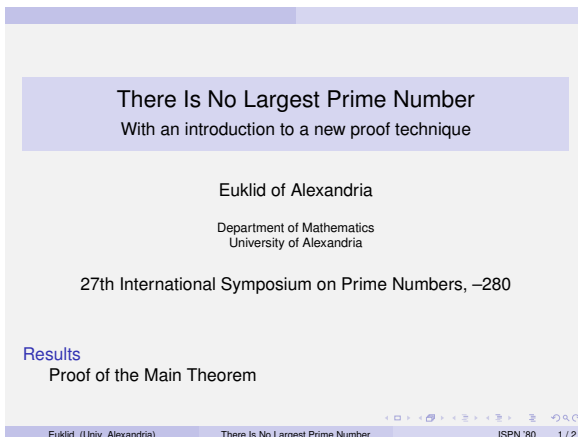 There Is No Largest Prime Number
With an introduction to a new proof technique
Euklid of Alexandria
Department of Mathematics
University of Alexandria
27th International Symposium on Prime Numbers, –280
Results
Proof of the Main Theorem
Euklid (Univ. Alexandria) There Is No Largest Prime Number ISPN '80 1 / 2